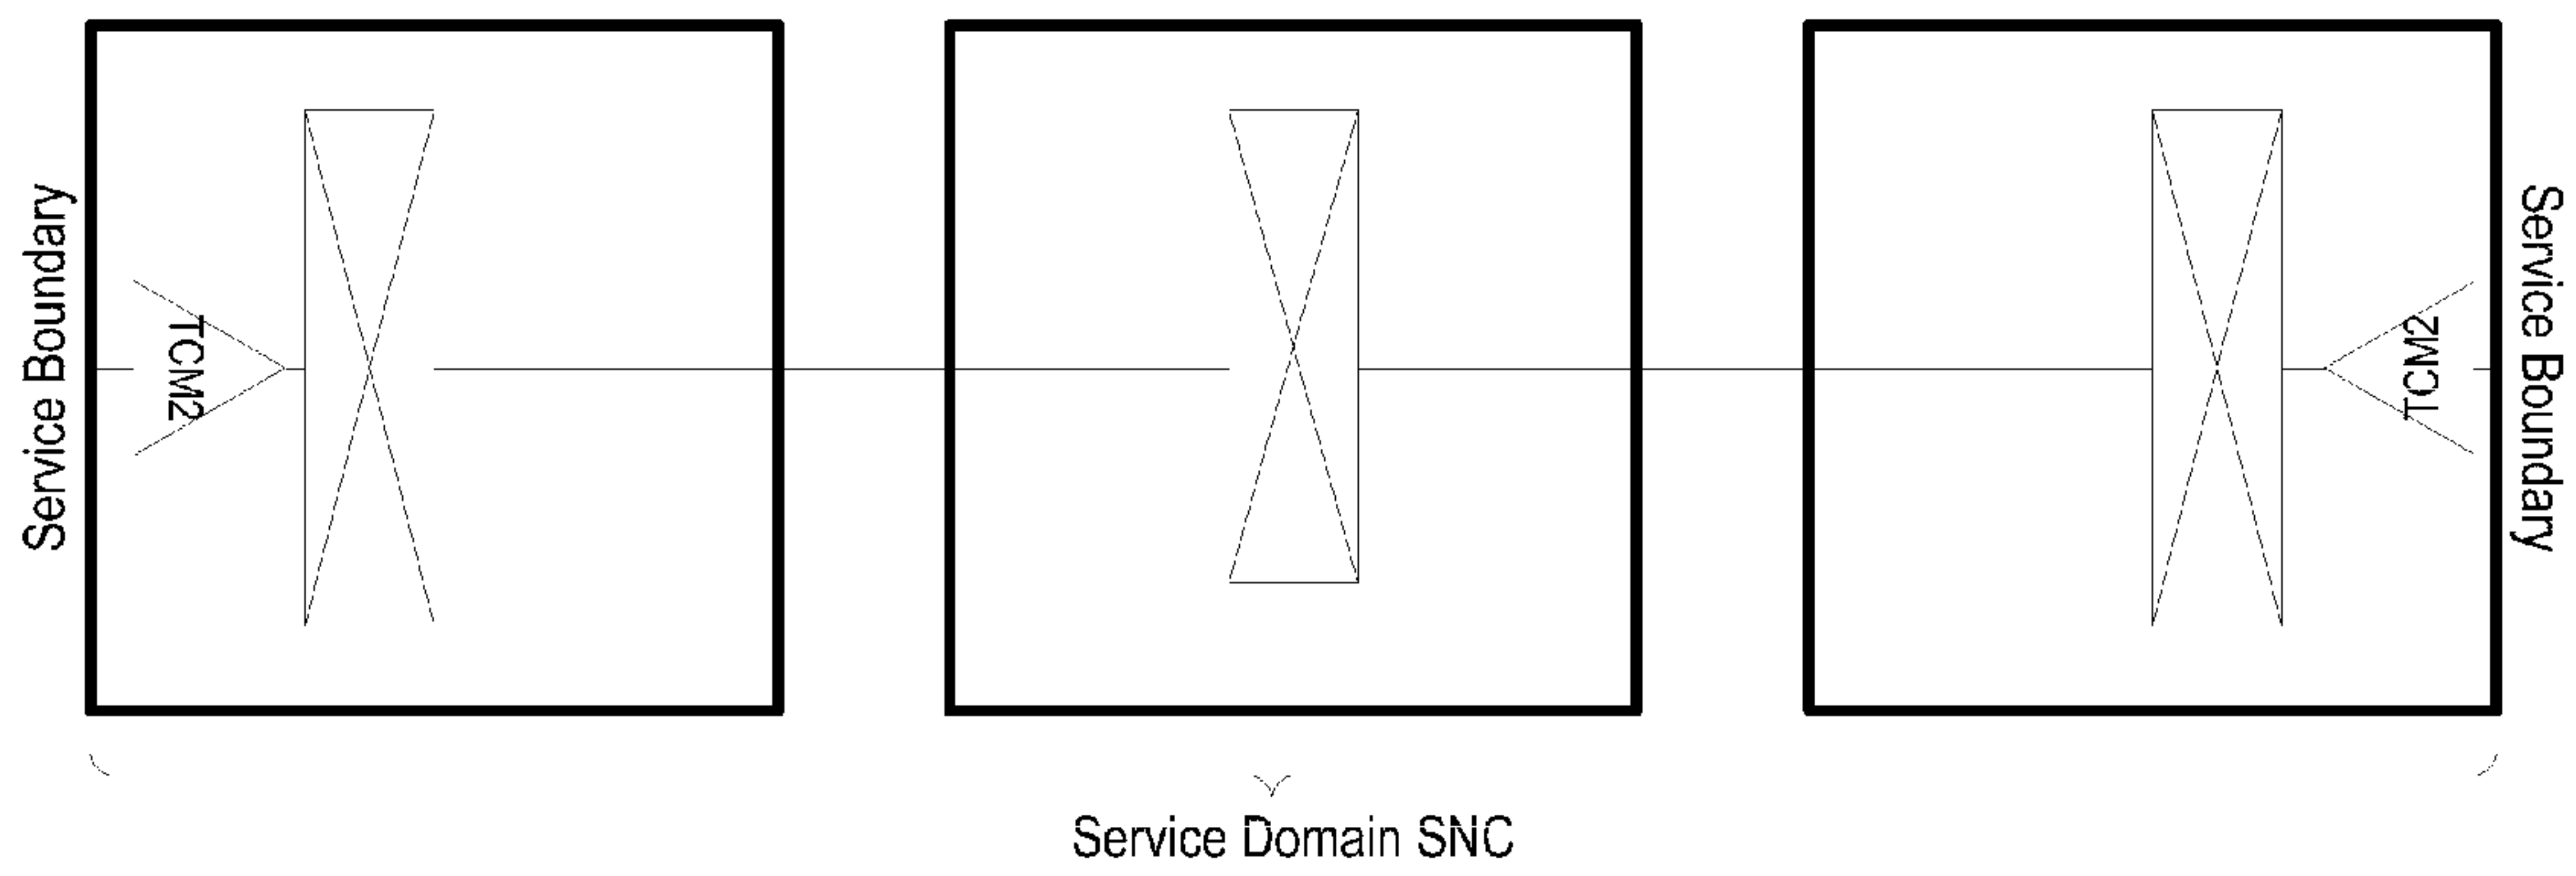 Service Boundary
TCM2
TCM2
Service Boundary
Service Domain SNC